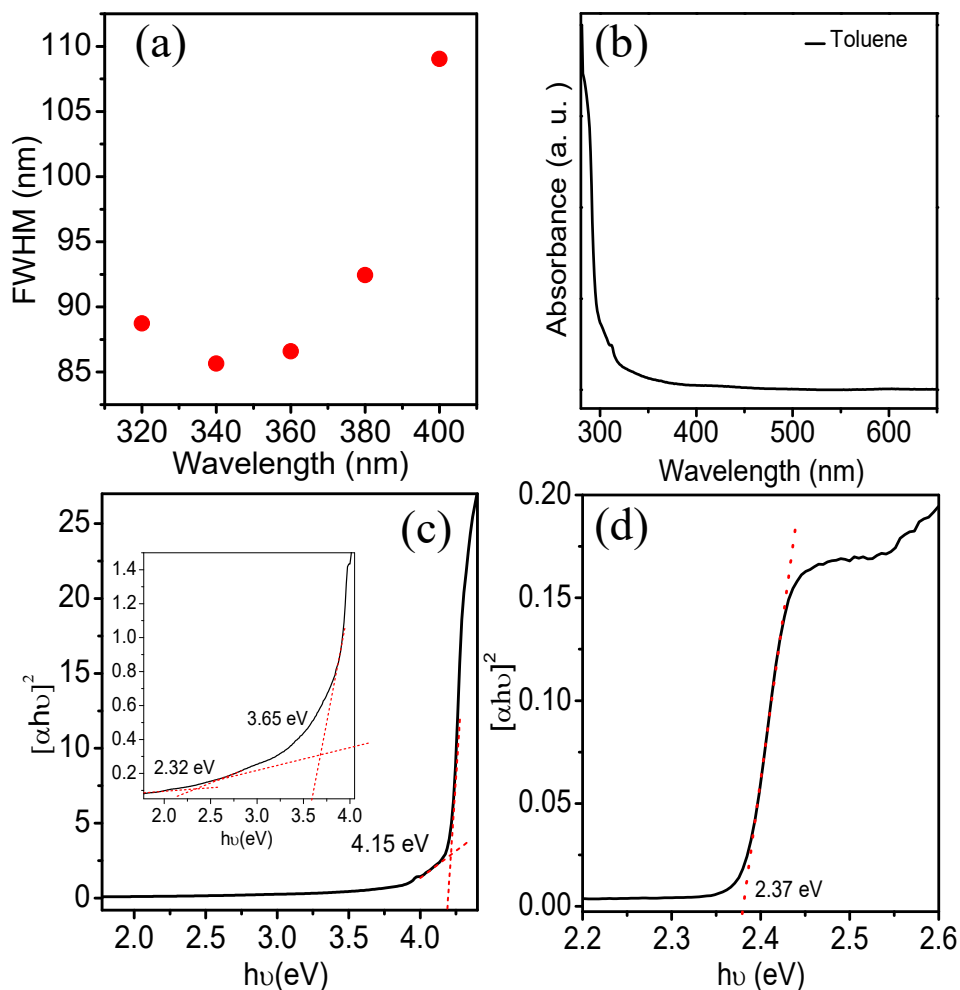 (a)
FWHM (nm)
110
105
100
95
90
85
320 340 360 380 400
Wavelength (nm)
(b)
Toluene
Absorbance (a. u. )
300 400 500 600
Wavelength (nm)
(c)
[αhυ]²
25
20
15
10
5
0
2.0 2.5 3.0 3.5 4.0
hυ(eV)
4.15 eV
1.4
1.2
1.0
0.8
0.6
0.4
0.2
2.0 2.5 3.0 3.5 4.0
hυ(eV)
3.65 eV
2.32 eV
(d)
[αhυ]²
0.20
0.15
0.10
0.05
0.00
2.2 2.3 2.4 2.5 2.6
hυ (eV)
2.37 eV